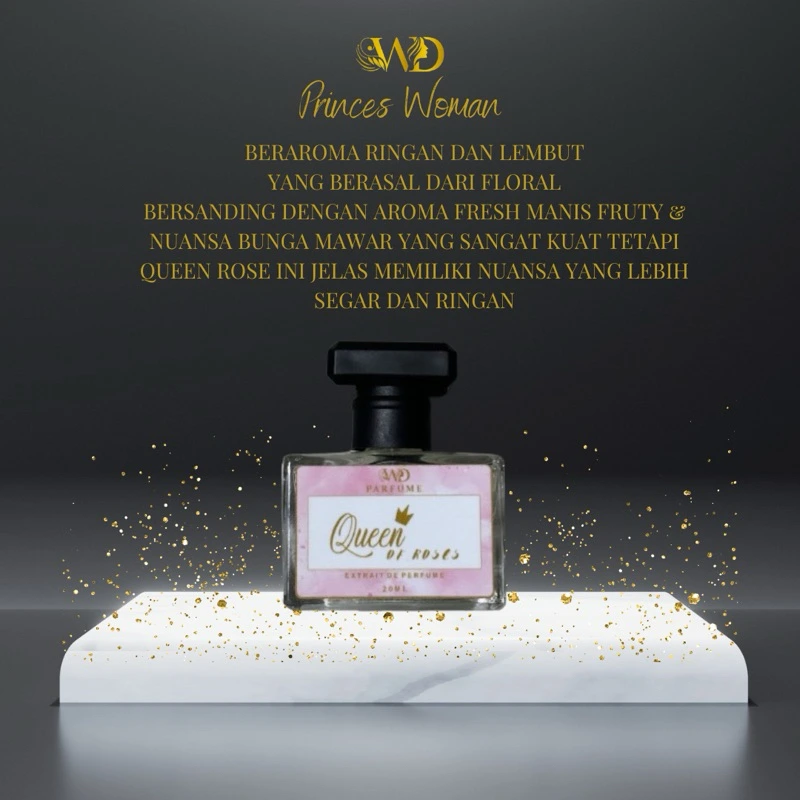 WD
Princes Woman
BERAROMA RINGAN DAN LEMBUT
YANG BERASAL DARI FLORAL
BERSANDING DENGAN AROMA FRESH MANIS FRUTY &
NUANSA BUNGA MAWAR YANG SANGAT KUAT TETAPI
QUEEN ROSE INI JELAS MEMILIKI NUANSA YANG LEBIH
SEGAR DAN RINGAN
WD
PARFUME
Queen
OF ROSES
EXTRAIT DE PERFUME
20ML